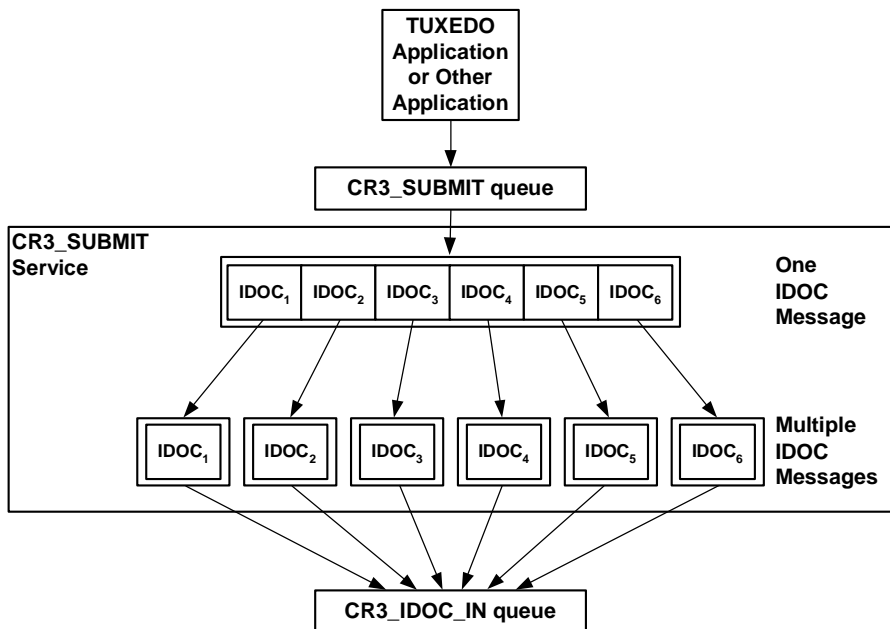 TUXEDO
Application
or Other
Application
CR3_SUBMIT queue
CR3_SUBMIT
Service
One
IDOC
Message
IDOC₁ IDOC₂ IDOC₃ IDOC₄ IDOC₅ IDOC₆
Multiple
IDOC
Messages
IDOC₁ IDOC₂ IDOC₃ IDOC₄ IDOC₅ IDOC₆
CR3_IDOC_IN queue